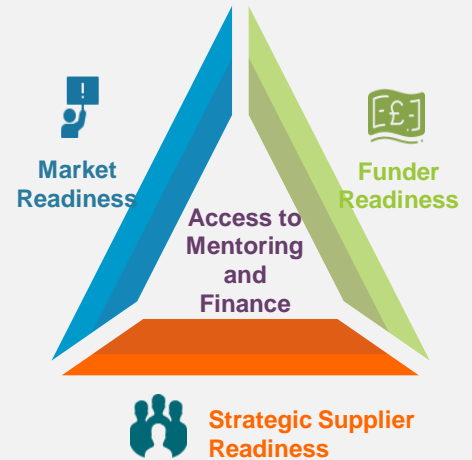 !
£
Market
Readiness
Funder
Readiness
Access to
Mentoring
and
Finance
Strategic Supplier
Readiness